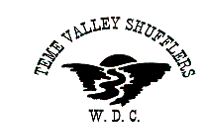 TEME VALLEY SHUFFLERS
W. D. C.